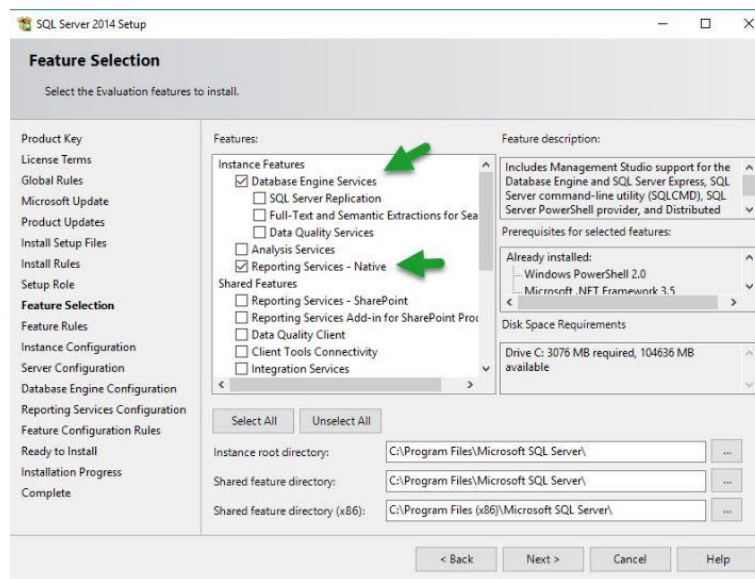 SQL Server 2014 Setup
Feature Selection
Select the Evaluation features to install.
Product Key
License Terms
Global Rules
Microsoft Update
Product Updates
Install Setup Files
Install Rules
Setup Role
Feature Selection
Feature Rules
Instance Configuration
Server Configuration
Database Engine Configuration
Reporting Services Configuration
Feature Configuration Rules
Ready to Install
Installation Progress
Complete
Features:
Instance Features
Database Engine Services
SQL Server Replication
Full-Text and Semantic Extractions for Sea
Data Quality Services
Analysis Services
Reporting Services - Native
Shared Features
Reporting Services - SharePoint
Reporting Services Add-in for SharePoint Proc
Data Quality Client
Client Tools Connectivity
Integration Services
Select All
Unselect All
Feature description:
Includes Management Studio support for the
Database Engine and SQL Server Express, SQL
Server command-line utility (SQLCMD), SQL
Server PowerShell provider, and Distributed
Prerequisites for selected features:
Already installed:
Windows PowerShell 2.0
Microsoft .NET Framework 3.5
Disk Space Requirements
Drive C: 3076 MB required, 104636 MB
available
Instance root directory:
C:\Program Files\Microsoft SQL Server\
...
Shared feature directory:
C:\Program Files\Microsoft SQL Server\
...
Shared feature directory (x86):
C:\Program Files (x86)\Microsoft SQL Server\
...
< Back
Next >
Cancel
Help